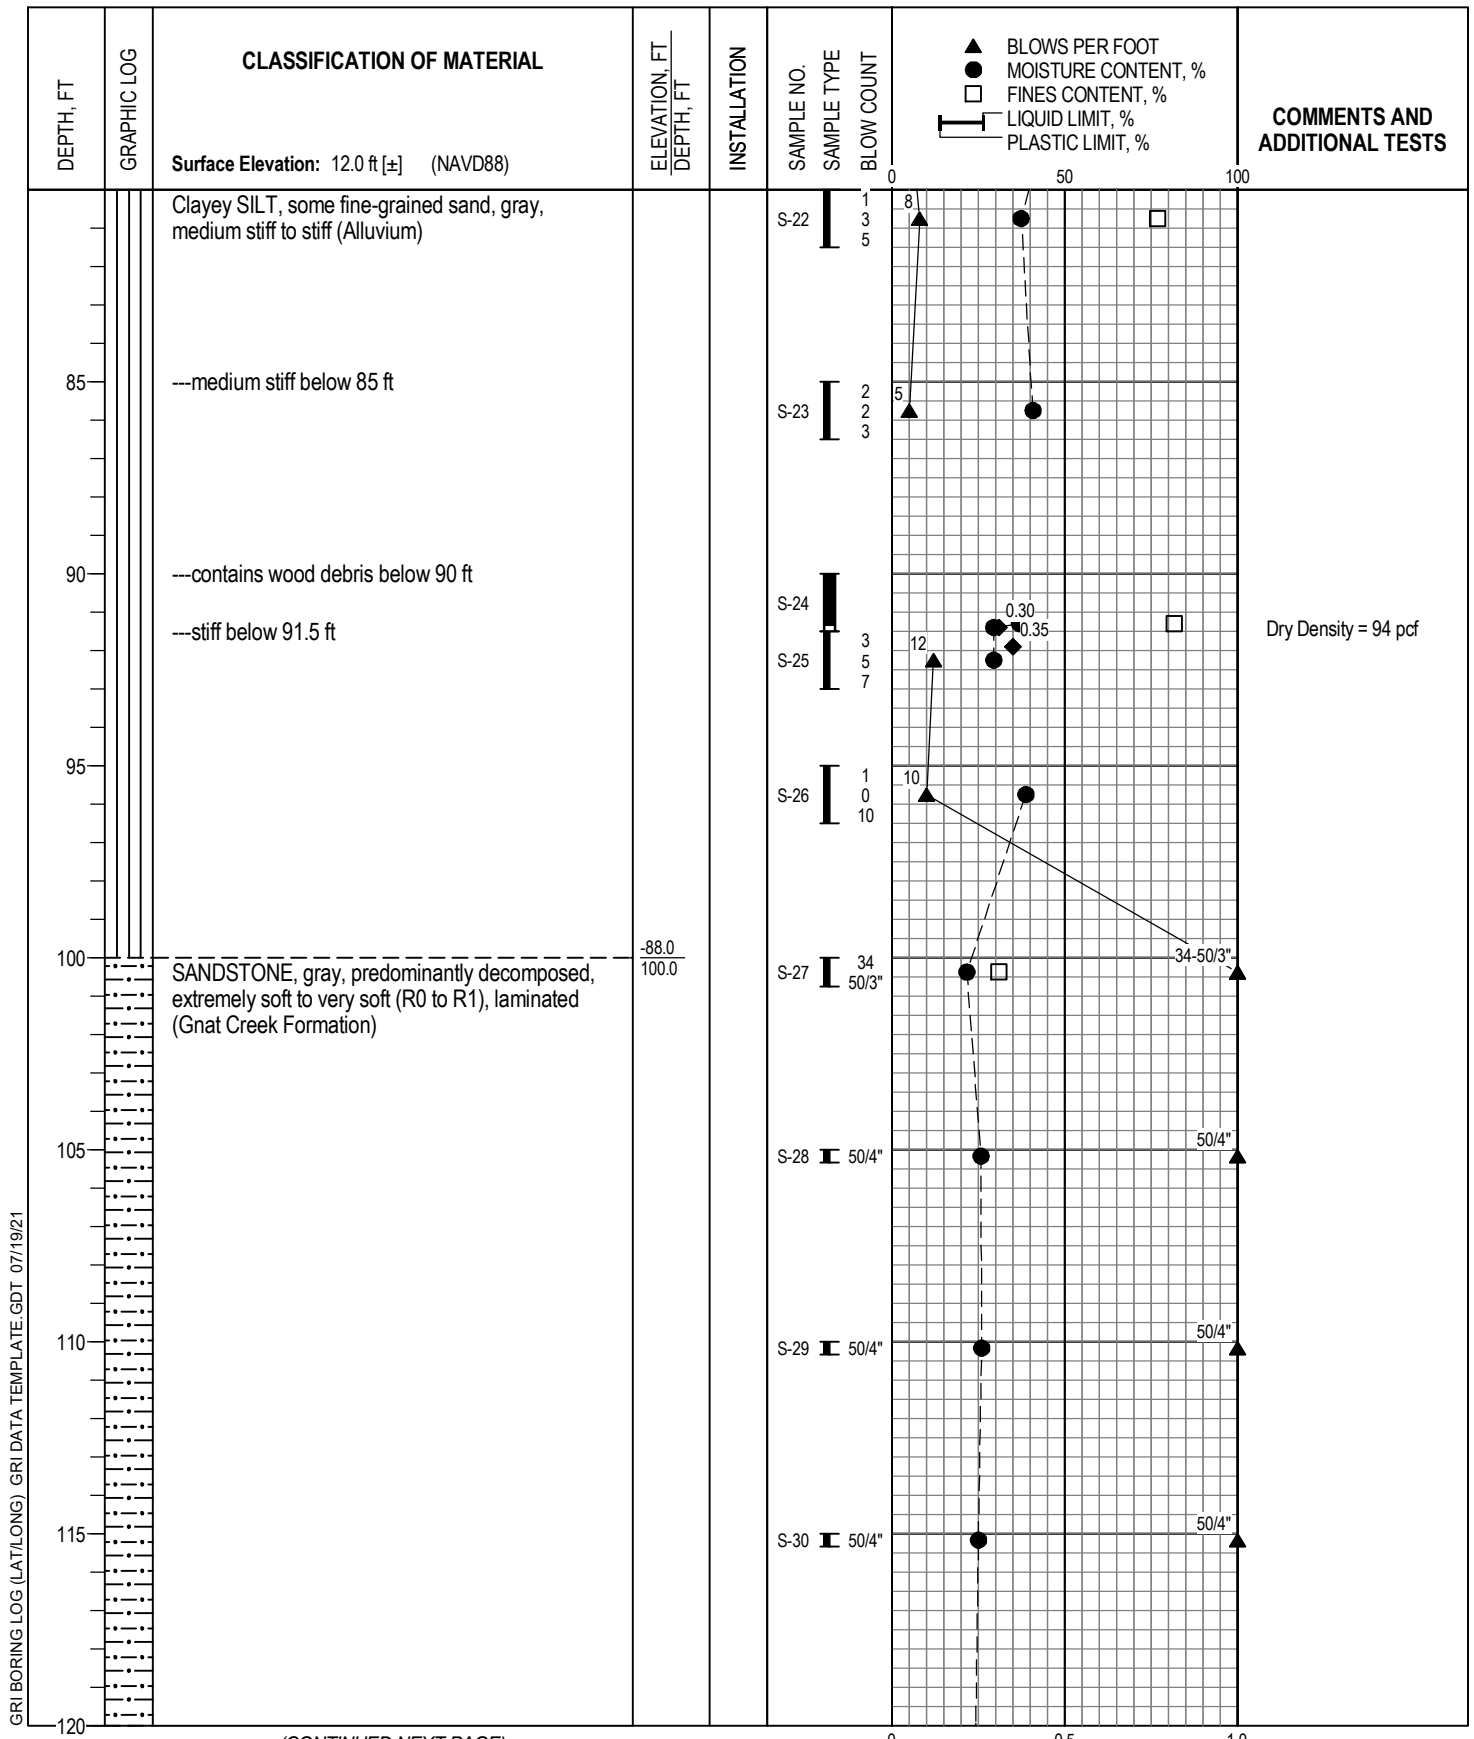 DEPTH, FT
GRAPHIC LOG
CLASSIFICATION OF MATERIAL
Surface Elevation: 12.0 ft [±] (NAVD88)
ELEVATION, FT
DEPTH, FT
INSTALLATION
SAMPLE NO.
SAMPLE TYPE
BLOW COUNT
BLOWS PER FOOT
MOISTURE CONTENT, %
FINES CONTENT, %
LIQUID LIMIT, %
PLASTIC LIMIT, %
0 50 100
COMMENTS AND
ADDITIONAL TESTS
Clayey SILT, some fine-grained sand, gray,
medium stiff to stiff (Alluvium)
S-22
1
3
5
8
85
---medium stiff below 85 ft
S-23
2
2
3
5
90
---contains wood debris below 90 ft
S-24
0.30
---stiff below 91.5 ft
0.35
Dry Density = 94 pcf
S-25
3
5
7
12
95
S-26
1
0
10
10
100
-88.0
100.0
SANDSTONE, gray, predominantly decomposed,
extremely soft to very soft (R0 to R1), laminated
(Gnat Creek Formation)
S-27
34
50/3"
34-50/3"
105
S-28
50/4"
50/4"
110
S-29
50/4"
50/4"
115
S-30
50/4"
50/4"
120
(CONTINUED NEXT PAGE)
0 0.5 1.0
GRI BORING LOG (LAT/LONG) GRI DATA TEMPLATE.GDT 07/19/21